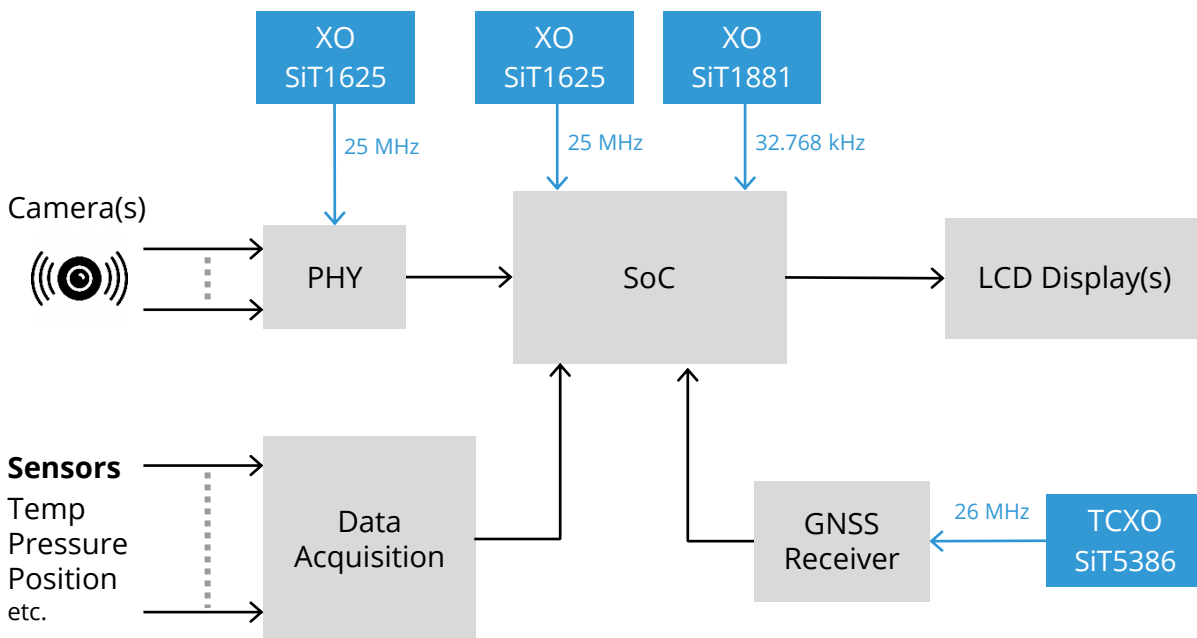 XO
SiT1625
XO
SiT1625
XO
SiT1881
25 MHz
25 MHz
32.768 kHz
Camera(s)
PHY
SoC
LCD Display(s)
Sensors
Temp
Pressure
Position
etc.
Data
Acquisition
GNSS
Receiver
26 MHz
TCXO
SiT5386